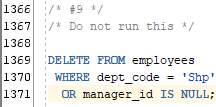 1366 /* #9 */
1367 /* Do not run this */
1368
1369 DELETE FROM employees
1370 WHERE dept_code = 'Shp'
1371 OR manager_id IS NULL;